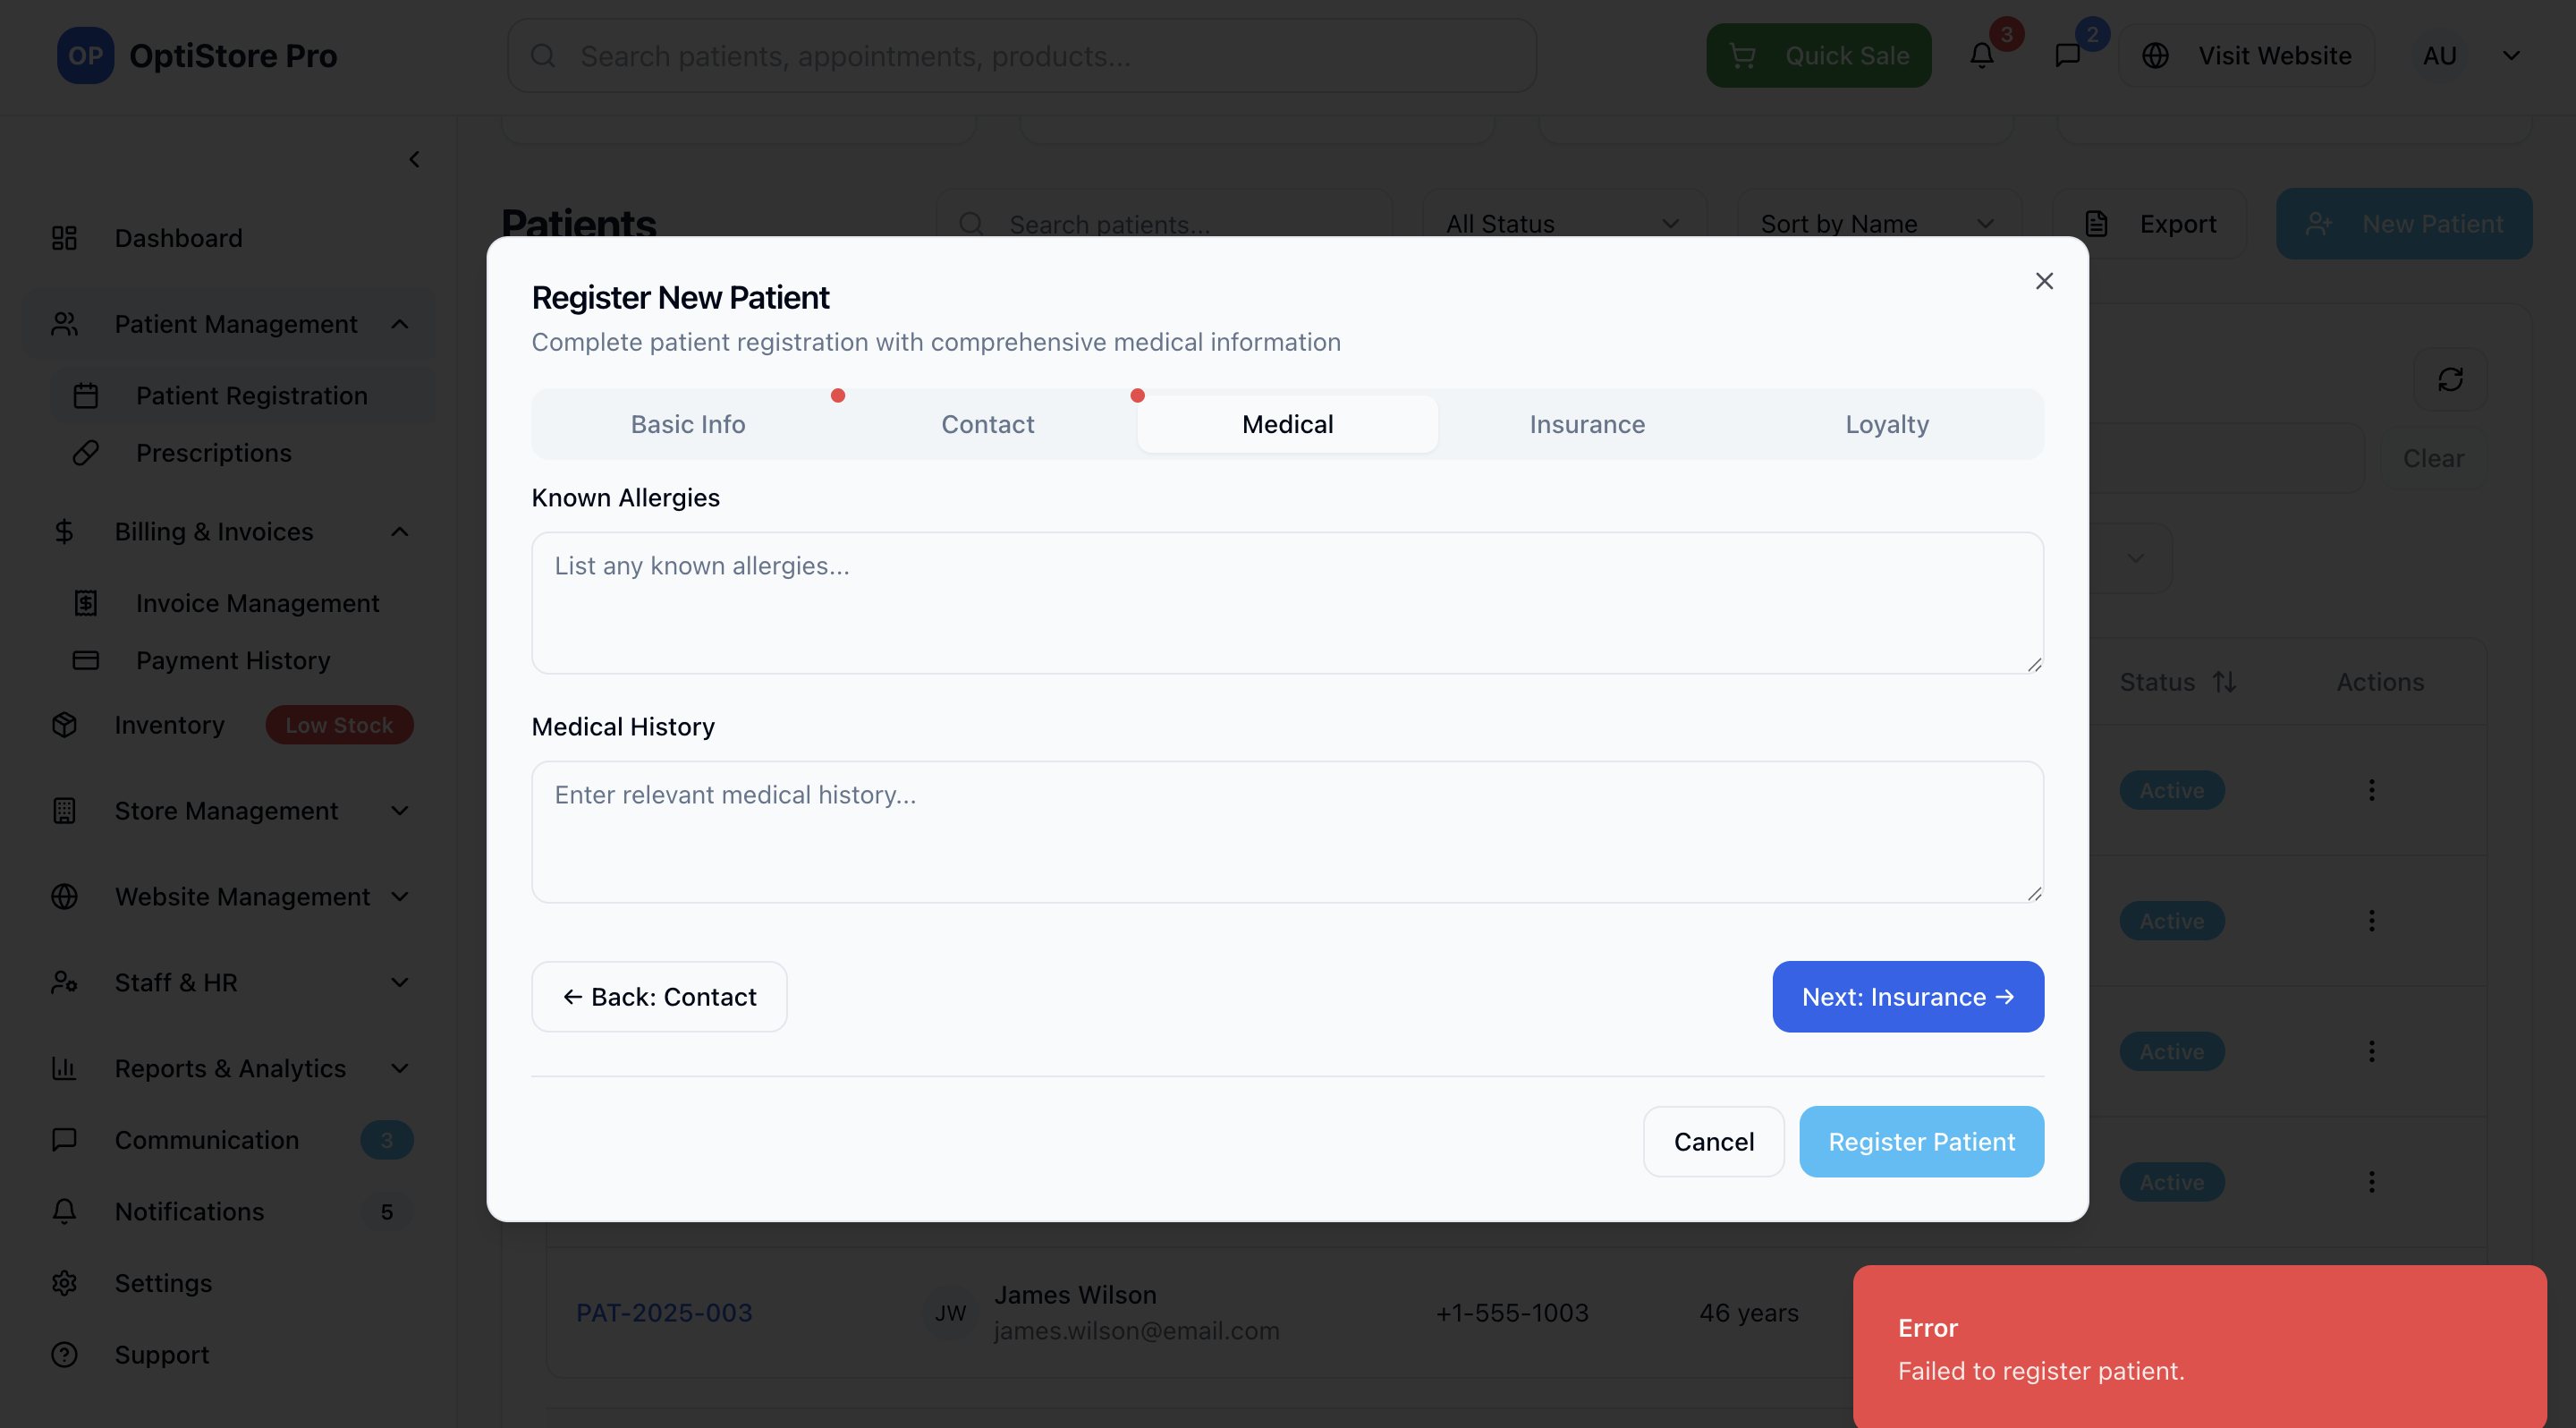 OP OptiStore Pro
Search patients, appointments, products...
Quick Sale
3
2
Visit Website
AU
Dashboard
Patient Management
Patient Registration
Prescriptions
Billing & Invoices
Invoice Management
Payment History
Inventory Low Stock
Store Management
Website Management
Staff & HR
Reports & Analytics
Communication 3
Notifications 5
Settings
Support
Patients
Search patients...
All Status
Sort by Name
Export
New Patient
Clear
Status
Actions
Active
Active
Active
Active
Register New Patient
Complete patient registration with comprehensive medical information
Basic Info
Contact
Medical
Insurance
Loyalty
Known Allergies
List any known allergies...
Medical History
Enter relevant medical history...
← Back: Contact
Next: Insurance →
Cancel
Register Patient
PAT-2025-003
JW
James Wilson
james.wilson@email.com
+1-555-1003
46 years
Error
Failed to register patient.